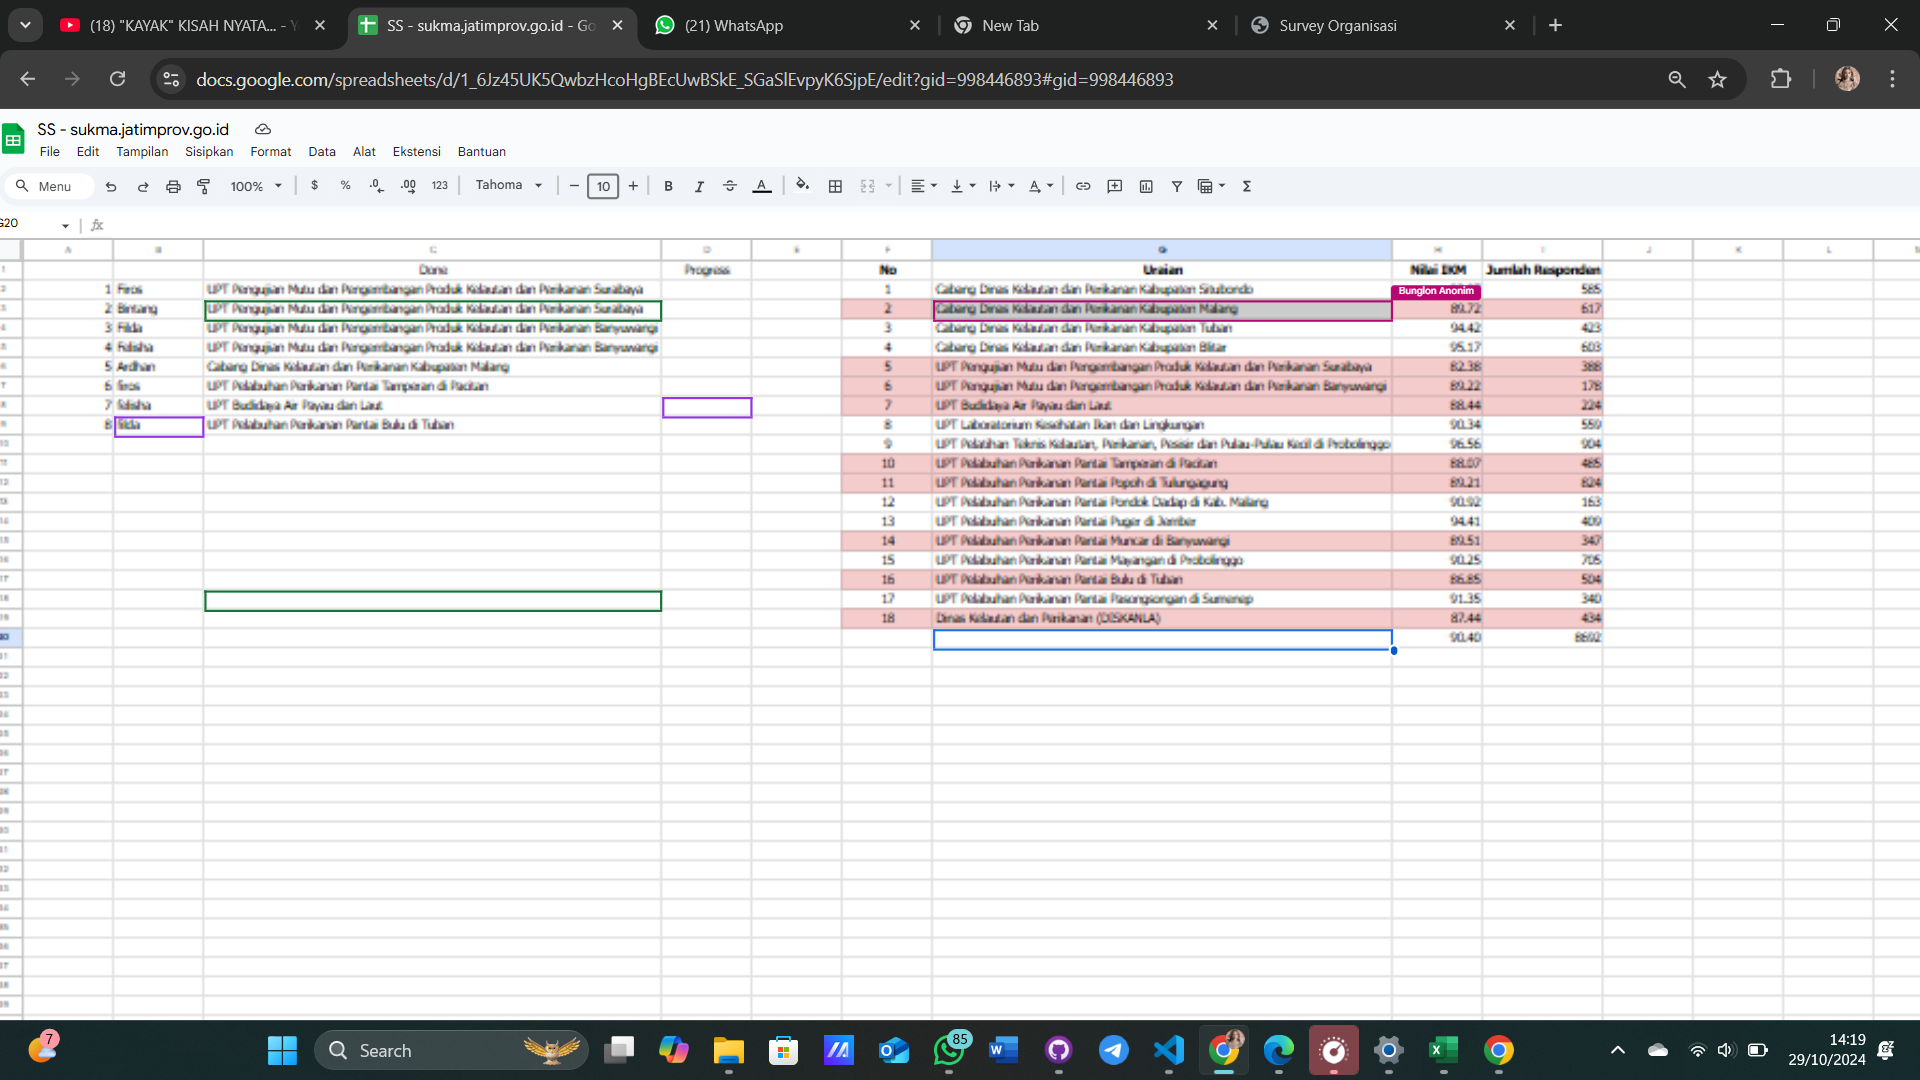 (18) "KAYAK" KISAH NYATA... - Y
SS - sukma.jatimprov.go.id - Go
(21) WhatsApp
New Tab
Survey Organisasi
docs.google.com/spreadsheets/d/1_6Jz45UK5QwbzHcoHgBEcUwBSkE_SGaSlEvpyK6SjpE/edit?gid=998446893#gid=998446893
SS - sukma.jatimprov.go.id
File Edit Tampilan Sisipkan Format Data Alat Ekstensi Bantuan
Menu 100% $ % .0 .00 123 Tahoma 10 B I A
G20 fx
A B C D E F G H I J K L
Done Progress No Uraian Nilai IKM Jumlah Responden
1 Firos UPT Pengujian Mutu dan Pengembangan Produk Kelautan dan Perikanan Surabaya 1 Cabang Dinas Kelautan dan Perikanan Kabupaten Situbondo 585
Bunglon Anonim
2 Bintang UPT Pengujian Mutu dan Pengembangan Produk Kelautan dan Perikanan Surabaya 2 Cabang Dinas Kelautan dan Perikanan Kabupaten Malang 89.72 617
3 Filda UPT Pengujian Mutu dan Pengembangan Produk Kelautan dan Perikanan Banyuwangi 3 Cabang Dinas Kelautan dan Perikanan Kabupaten Tuban 94.42 423
4 Felisha UPT Pengujian Mutu dan Pengembangan Produk Kelautan dan Perikanan Banyuwangi 4 Cabang Dinas Kelautan dan Perikanan Kabupaten Blitar 95.17 603
5 Ardhan Cabang Dinas Kelautan dan Perikanan Kabupaten Malang 5 UPT Pengujian Mutu dan Pengembangan Produk Kelautan dan Perikanan Surabaya 82.38 388
6 firos UPT Pelabuhan Perikanan Pantai Tamperan di Pacitan 6 UPT Pengujian Mutu dan Pengembangan Produk Kelautan dan Perikanan Banyuwangi 89.22 178
7 felisha UPT Budidaya Air Payau dan Laut 7 UPT Budidaya Air Payau dan Laut 88.44 224
8 filda UPT Pelabuhan Perikanan Pantai Bulu di Tuban 8 UPT Laboratorium Kesehatan Ikan dan Lingkungan 90.34 559
9 UPT Pelatihan Teknis Kelautan, Perikanan, Pesisir dan Pulau-Pulau Kecil di Probolinggo 96.56 904
10 UPT Pelabuhan Perikanan Pantai Tamperan di Pacitan 88.07 485
11 UPT Pelabuhan Perikanan Pantai Popoh di Tulungagung 89.21 824
12 UPT Pelabuhan Perikanan Pantai Pondok Dadap di Kab. Malang 90.92 163
13 UPT Pelabuhan Perikanan Pantai Puger di Jember 94.41 409
14 UPT Pelabuhan Perikanan Pantai Muncar di Banyuwangi 89.51 347
15 UPT Pelabuhan Perikanan Pantai Mayangan di Probolinggo 90.25 705
16 UPT Pelabuhan Perikanan Pantai Bulu di Tuban 86.85 504
17 UPT Pelabuhan Perikanan Pantai Pasongsongan di Sumenep 91.35 340
18 Dinas Kelautan dan Perikanan (DISKANLA) 87.44 434
90.40 8692
7
Search
85
14:19
29/10/2024